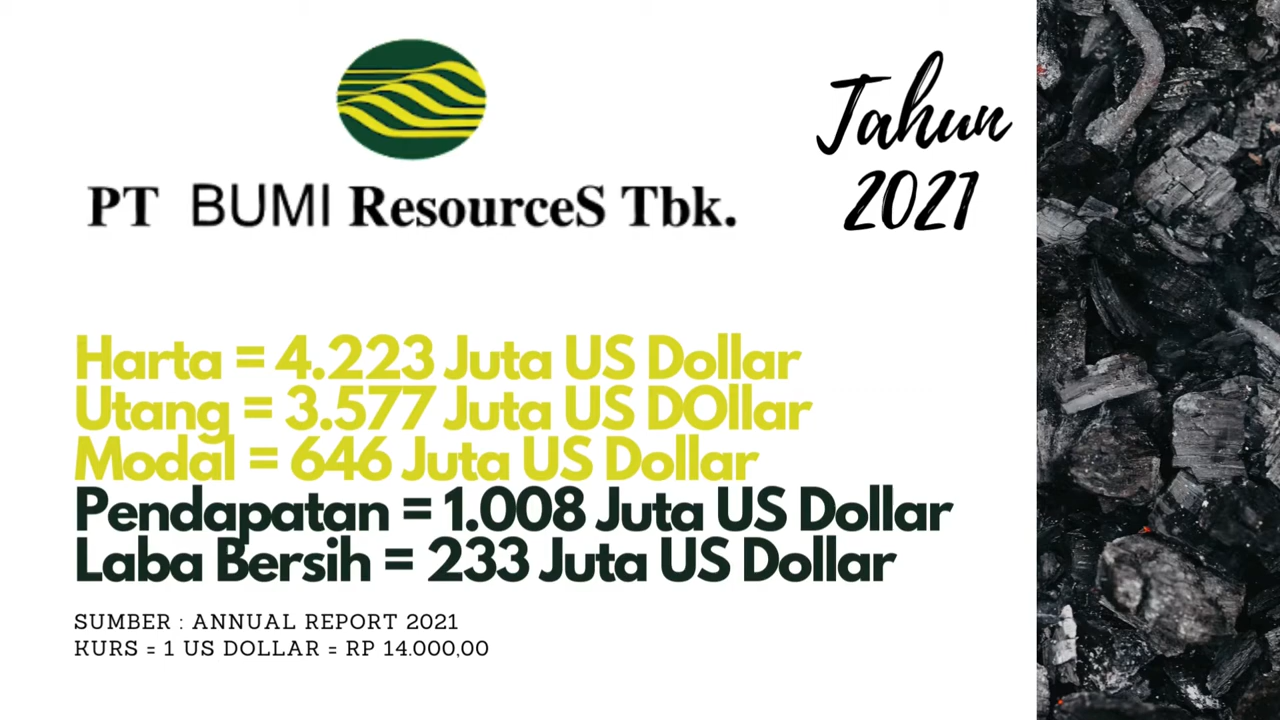 PT BUMI ResourceS Tbk.
Tahun
2021
Harta = 4.223 Juta US Dollar
Utang = 3.577 Juta US DOllar
Modal = 646 Juta US Dollar
Pendapatan = 1.008 Juta US Dollar
Laba Bersih = 233 Juta US Dollar
SUMBER : ANNUAL REPORT 2021
KURS = 1 US DOLLAR = RP 14.000,00